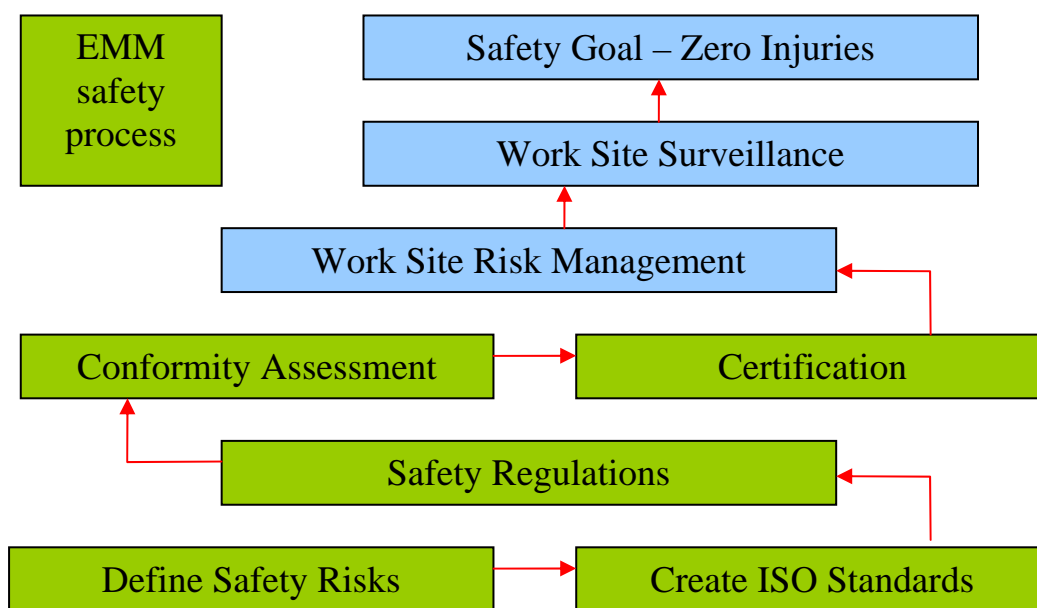 EMM
safety
process
Safety Goal – Zero Injuries
Work Site Surveillance
Work Site Risk Management
Conformity Assessment
Certification
Safety Regulations
Define Safety Risks
Create ISO Standards